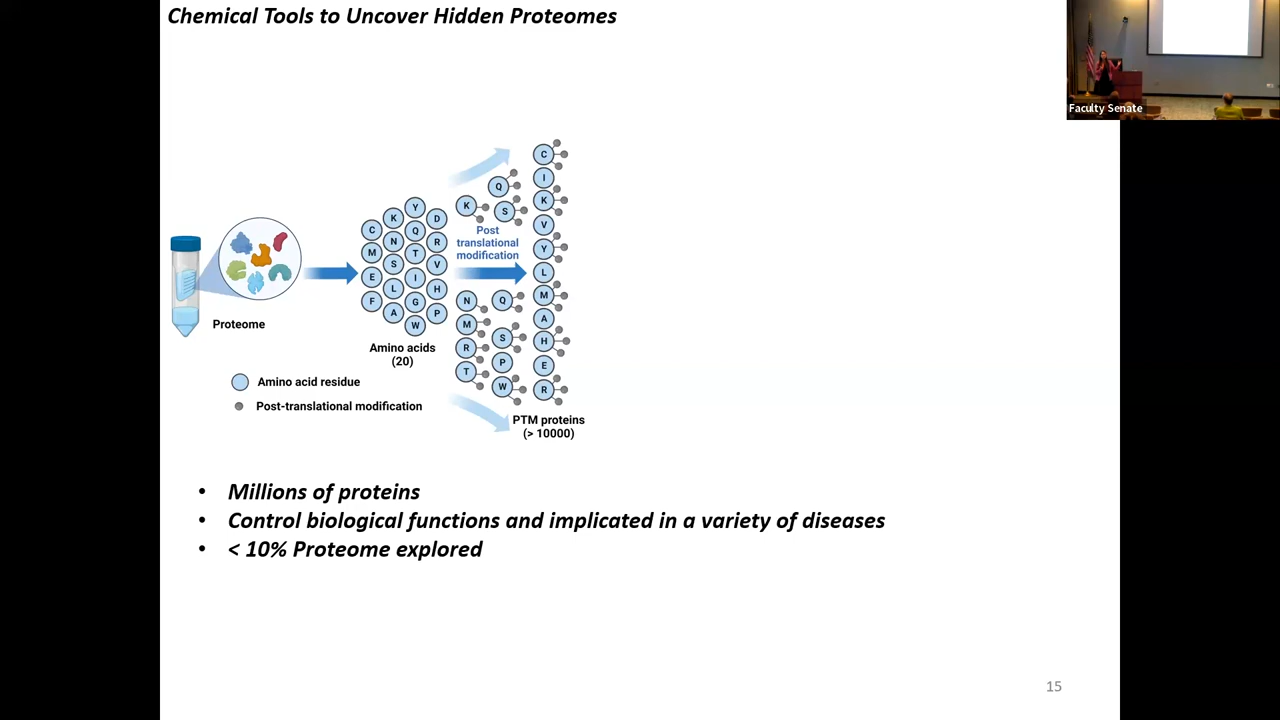 Chemical Tools to Uncover Hidden Proteomes
Faculty Senate
C
I
K
V
Y
L
M
A
H
E
R
Q
K
S
Post
translational
modification
N
Q
M
S
R
P
T
W
Y
K
D
C
Q
N
R
M
T
S
V
E
I
L
H
F
G
A
P
W
Proteome
Amino acids
(20)
Amino acid residue
Post-translational modification
PTM proteins
(> 10000)
• Millions of proteins
• Control biological functions and implicated in a variety of diseases
• < 10% Proteome explored
15